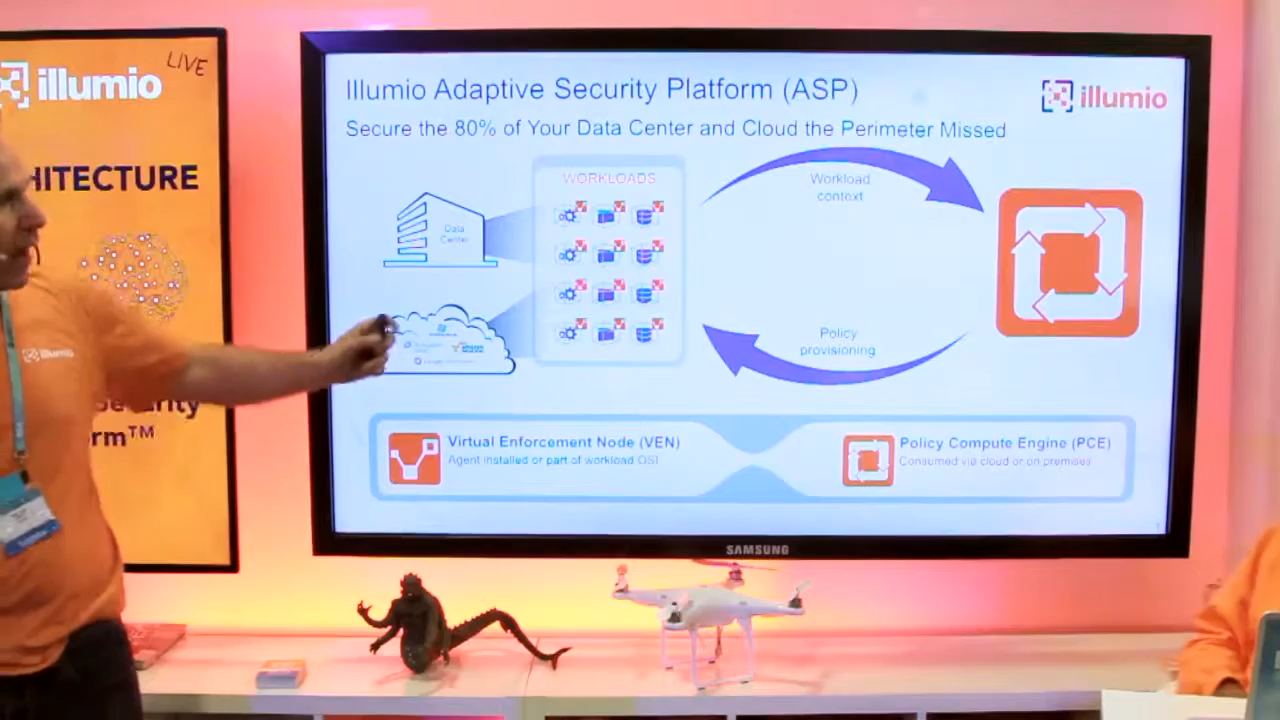 illumio
LIVE
HITECTURE
rm™
illumio
Illumio Adaptive Security Platform (ASP)
illumio
Secure the 80% of Your Data Center and Cloud the Perimeter Missed
WORKLOADS
Workload
context
Data
Center
Policy
provisioning
Virtual Enforcement Node (VEN)
Agent installed or part of workload OS
Policy Compute Engine (PCE)
Consumed via cloud or on premises
SAMSUNG